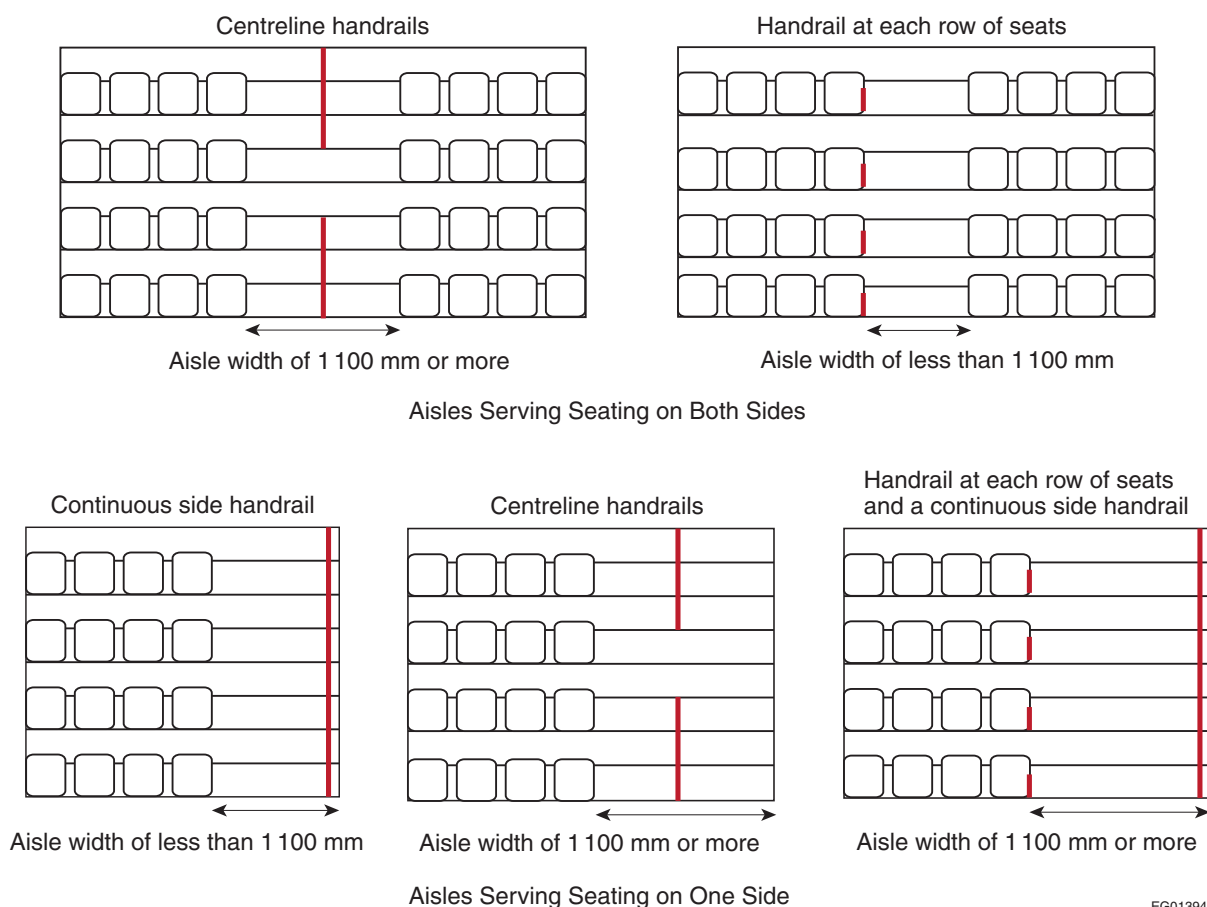 Centreline handrails
Handrail at each row of seats
Aisle width of 1 100 mm or more
Aisle width of less than 1 100 mm
Aisles Serving Seating on Both Sides
Continuous side handrail
Centreline handrails
Handrail at each row of seats
and a continuous side handrail
Aisle width of less than 1 100 mm
Aisle width of 1 100 mm or more
Aisle width of 1 100 mm or more
Aisles Serving Seating on One Side
EG01394